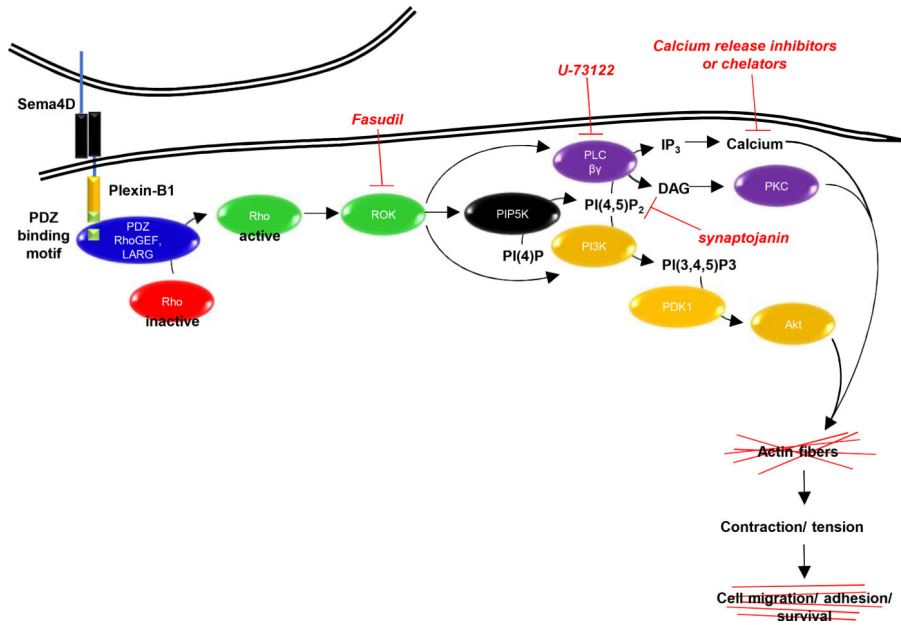 Calcium release inhibitors
or chelators
U-73122
Sema4D
Fasudil
PLC
βγ
IP3
Calcium
Plexin-B1
DAG
PKC
PDZ
binding
motif
PDZ
RhoGEF,
LARG
Rho
active
ROK
PIP5K
PI(4,5)P2
synaptojanin
PI(4)P
PI3K
PI(3,4,5)P3
Rho
inactive
PDK1
Akt
Actin fibers
Contraction/ tension
Cell migration/ adhesion/
survival